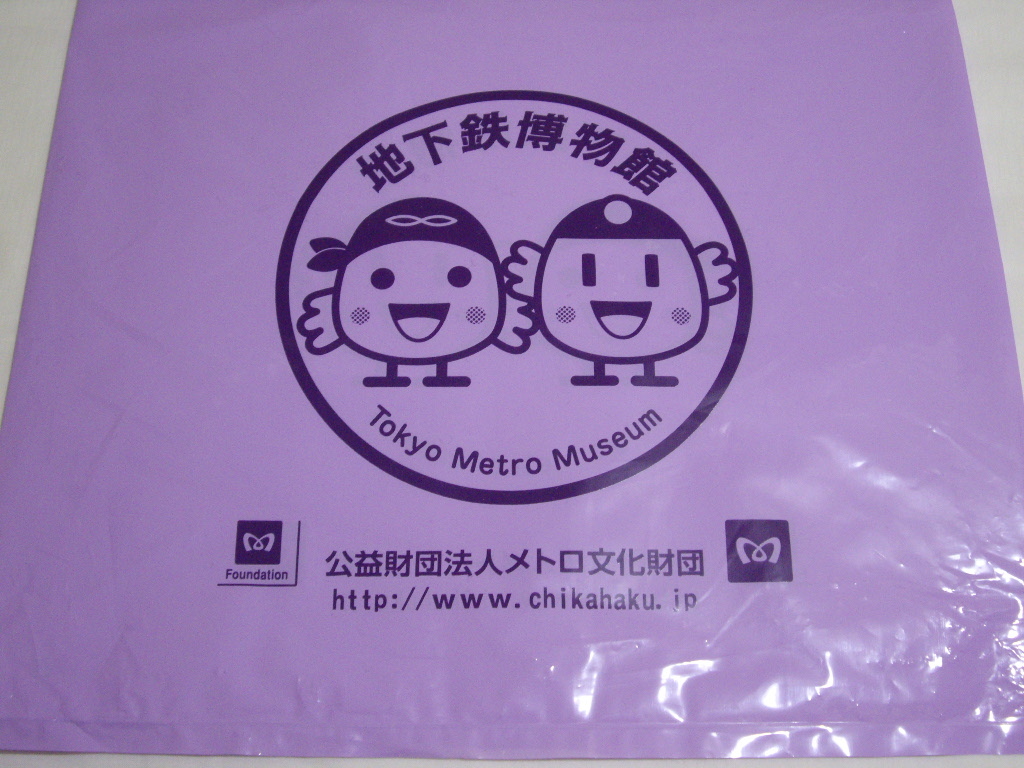 地下鉄博物館
Tokyo Metro Museum
Foundation
公益財団法人メトロ文化財団
http://www.chikahaku.jp